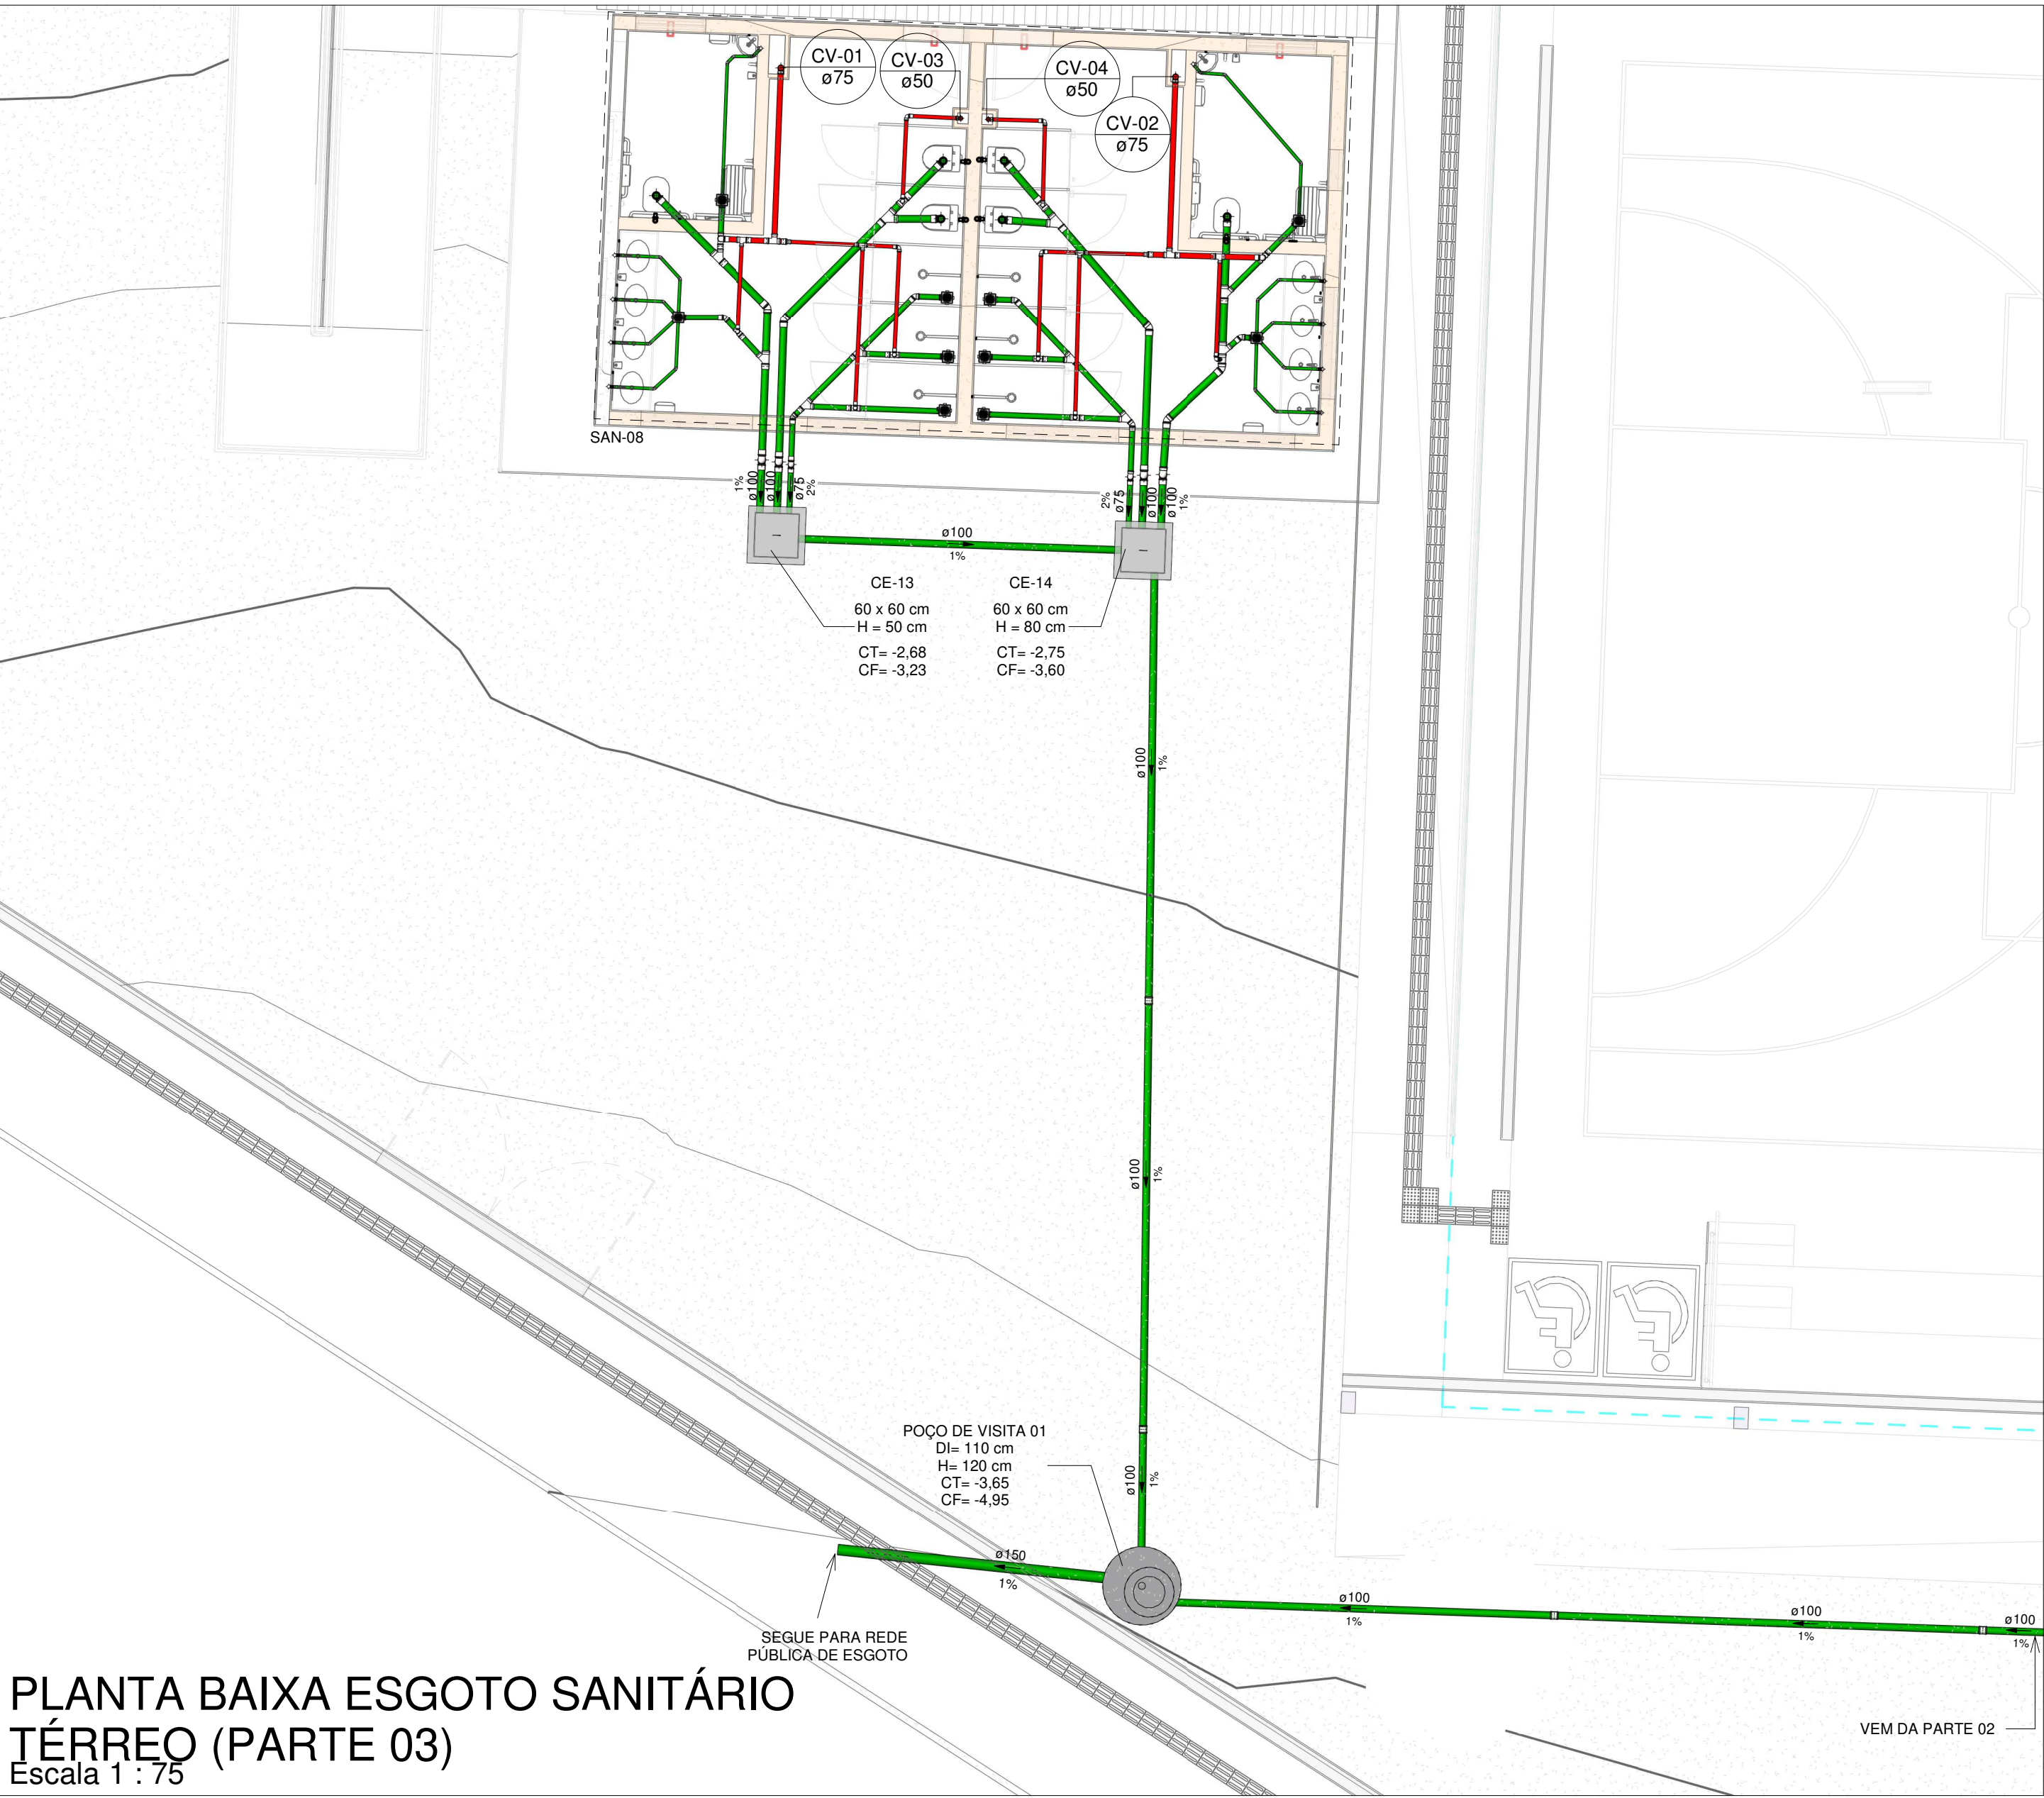 CV-01
ø75
CV-03
ø50
CV-04
ø50
CV-02
ø75
SAN-08
1%
ø100
ø100
ø75
2%
2%
ø75
ø100
ø100
1%
ø100
1%
CE-13
60 x 60 cm
H = 50 cm
CT= -2,68
CF= -3,23
CE-14
60 x 60 cm
H = 80 cm
CT= -2,75
CF= -3,60
ø100
1%
ø100
1%
POÇO DE VISITA 01
DI= 110 cm
H= 120 cm
CT= -3,65
CF= -4,95
ø100
1%
ø150
1%
SEGUE PARA REDE
PÚBLICA DE ESGOTO
ø100
1%
ø100
1%
ø100
1%
VEM DA PARTE 02
PLANTA BAIXA ESGOTO SANITÁRIO
TÉRREO (PARTE 03)
Escala 1 : 75